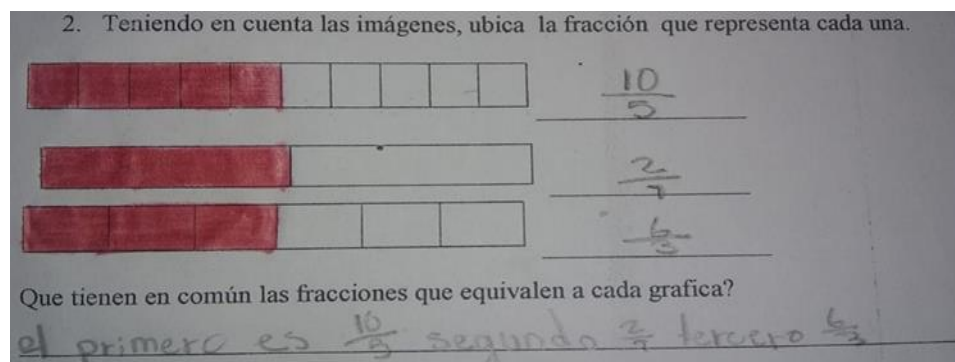 2. Teniendo en cuenta las imágenes, ubica la fracción que representa cada una.
10/5
2/1
6/3
Que tienen en común las fracciones que equivalen a cada grafica?
el primero es 10/5 segundo 2/1 tercero 6/3